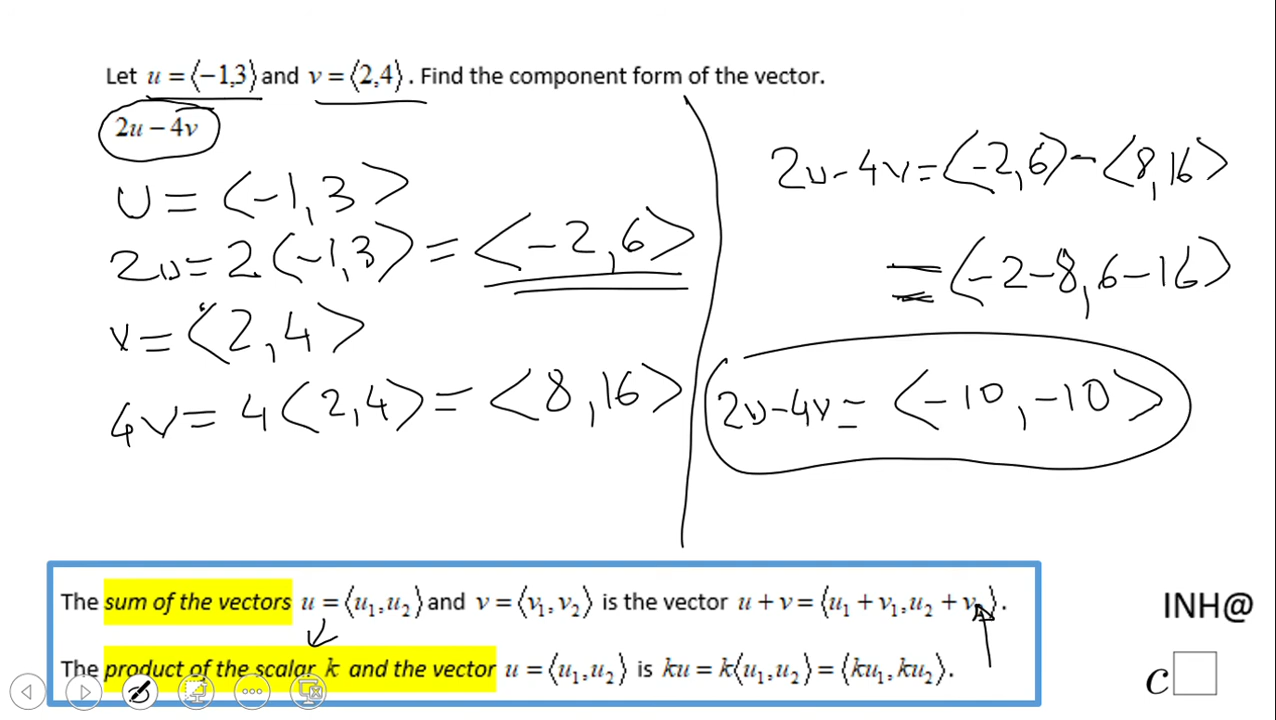 Let u = ⟨−1,3⟩ and v = ⟨2,4⟩. Find the component form of the vector.
2u − 4v
U = ⟨-1, 3⟩
2u = 2⟨-1, 3⟩ = ⟨-2, 6⟩
v = ⟨2, 4⟩
4v = 4⟨2, 4⟩ = ⟨8, 16⟩
2u - 4v = ⟨-2, 6⟩ - ⟨8, 16⟩
= ⟨-2-8, 6-16⟩
2u - 4v = ⟨-10, -10⟩
The sum of the vectors u = ⟨u₁,u₂⟩ and v = ⟨v₁,v₂⟩ is the vector u + v = ⟨u₁ + v₁,u₂ + v₂⟩.
The product of the scalar k and the vector u = ⟨u₁,u₂⟩ is ku = k⟨u₁,u₂⟩ = ⟨ku₁,ku₂⟩.
INH@
c